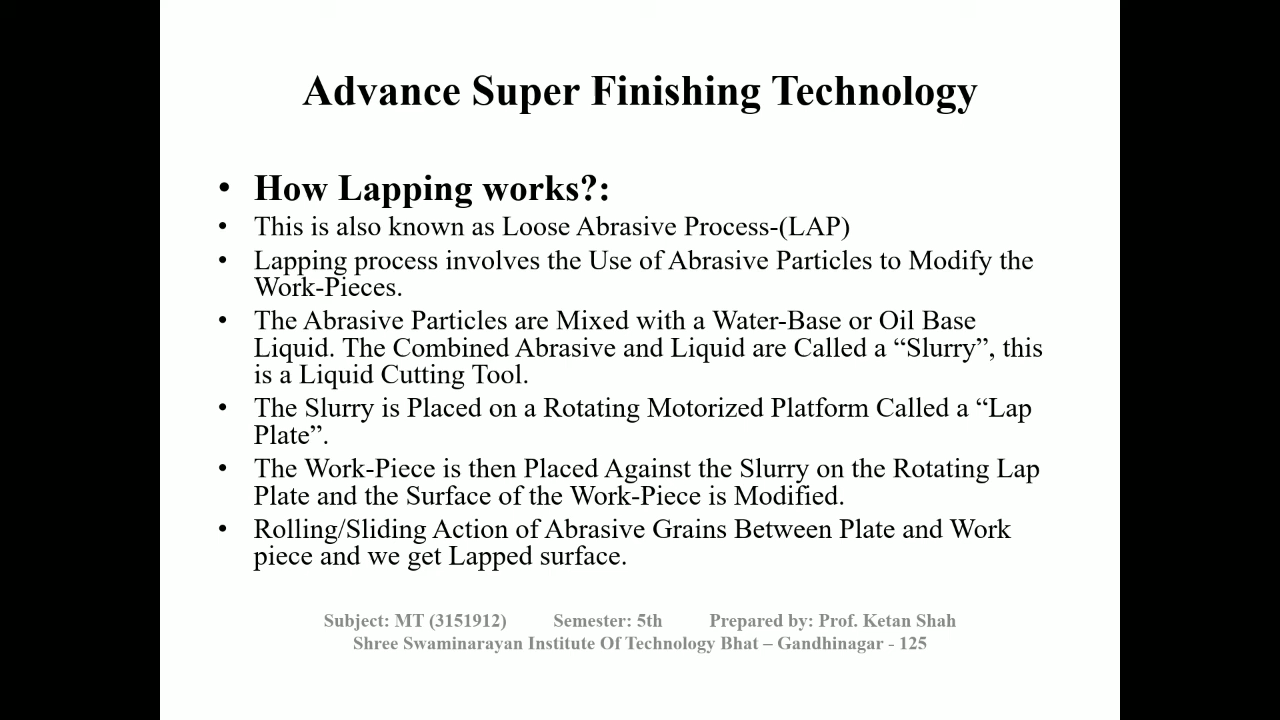 Advance Super Finishing Technology
• How Lapping works?:
• This is also known as Loose Abrasive Process-(LAP)
• Lapping process involves the Use of Abrasive Particles to Modify the
Work-Pieces.
• The Abrasive Particles are Mixed with a Water-Base or Oil Base
Liquid. The Combined Abrasive and Liquid are Called a “Slurry”, this
is a Liquid Cutting Tool.
• The Slurry is Placed on a Rotating Motorized Platform Called a “Lap
Plate”.
• The Work-Piece is then Placed Against the Slurry on the Rotating Lap
Plate and the Surface of the Work-Piece is Modified.
• Rolling/Sliding Action of Abrasive Grains Between Plate and Work
piece and we get Lapped surface.
Subject: MT (3151912) Semester: 5th Prepared by: Prof. Ketan Shah
Shree Swaminarayan Institute Of Technology Bhat – Gandhinagar - 125